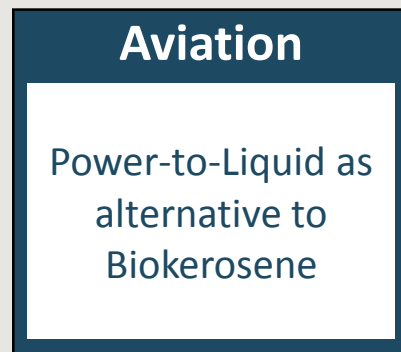 Aviation
Power-to-Liquid as
alternative to
Biokerosene